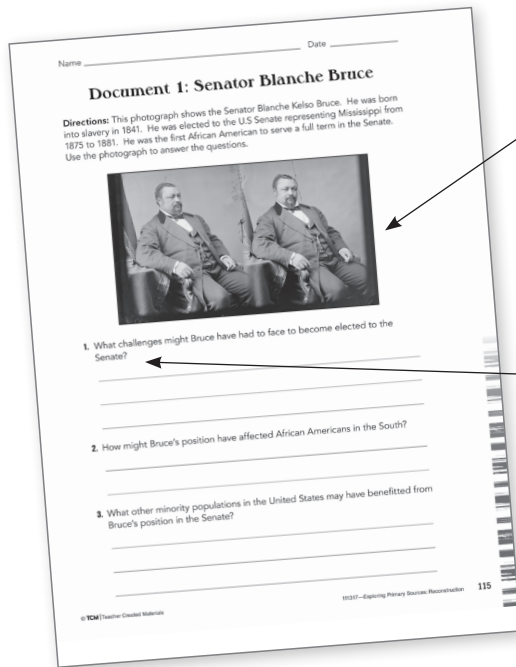 Name
Date
Document 1: Senator Blanche Bruce
Directions: This photograph shows the Senator Blanche Kelso Bruce. He was born
into slavery in 1841. He was elected to the U.S Senate representing Mississippi from
1875 to 1881. He was the first African American to serve a full term in the Senate.
Use the photograph to answer the questions.
1. What challenges might Bruce have had to face to become elected to the
Senate?
2. How might Bruce's position have affected African Americans in the South?
3. What other minority populations in the United States may have benefitted from
Bruce's position in the Senate?
© TCM | Teacher Created Materials
111317—Exploring Primary Sources: Reconstruction
115